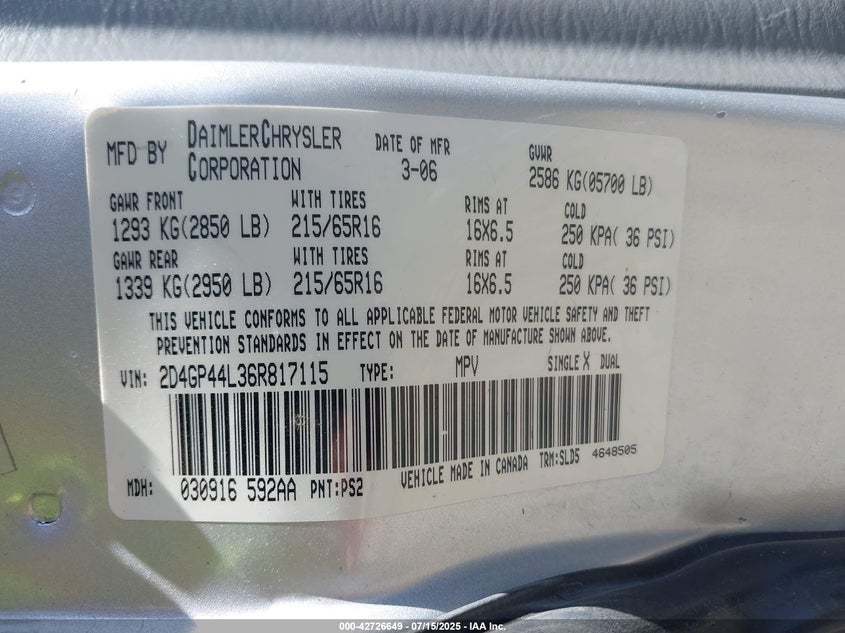 MFD BY DAIMLERCHRYSLER CORPORATION
DATE OF MFR
3-06
GVWR
2586 KG(05700 LB)
GAWR FRONT WITH TIRES RIMS AT COLD
1293 KG(2850 LB) 215/65R16 16X6.5 250 KPA( 36 PSI)
GAWR REAR WITH TIRES RIMS AT COLD
1339 KG(2950 LB) 215/65R16 16X6.5 250 KPA( 36 PSI)
THIS VEHICLE CONFORMS TO ALL APPLICABLE FEDERAL MOTOR VEHICLE SAFETY AND THEFT
PREVENTION STANDARDS IN EFFECT ON THE DATE OF MANUFACTURE SHOWN ABOVE.
VIN: 2D4GP44L36R817115 TYPE: MPV SINGLE X DUAL
MDH: 030916 592AA PNT:PS2 VEHICLE MADE IN CANADA TRM:SLD5 4648505
000-42726649 - 07/15/2025 - IAA Inc.